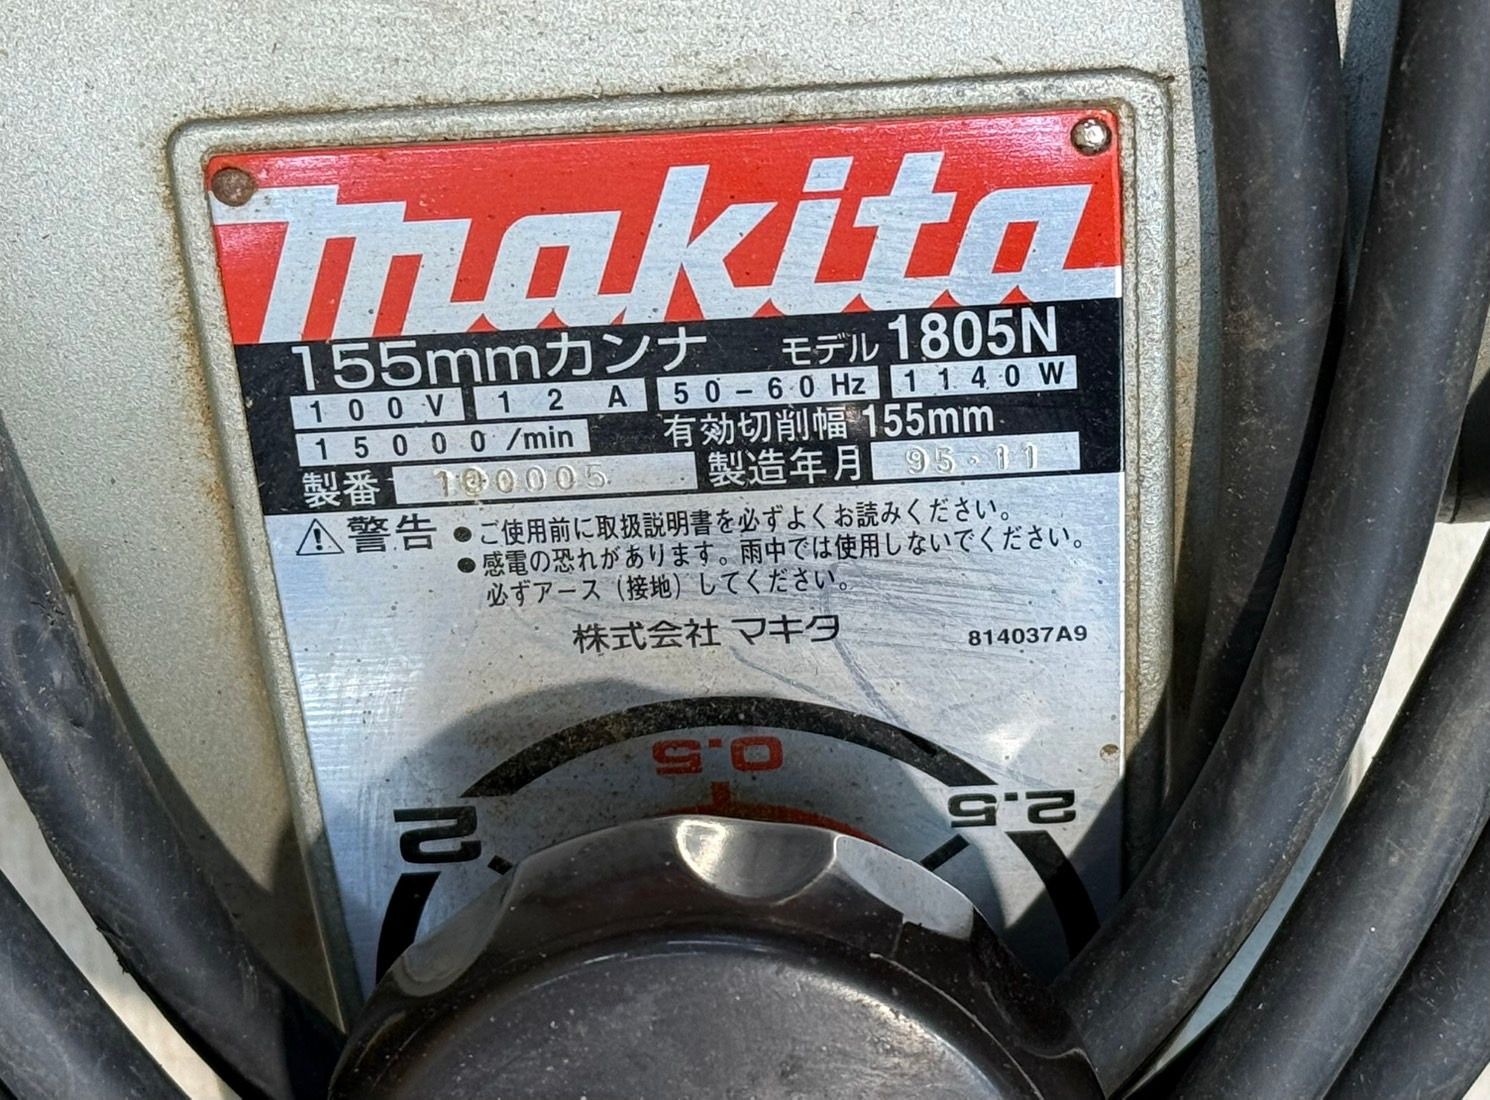 makita
155mmカンナ モデル 1805N
100V 12A 50-60Hz 1140W
15000/min 有効切削幅 155mm
製番 製造年月 95・11
⚠警告 ●ご使用前に取扱説明書を必ずよくお読みください。
●感電の恐れがあります。雨中では使用しないでください。
必ずアース（接地）してください。
株式会社 マキタ 814037A9
0.5
2 2.5